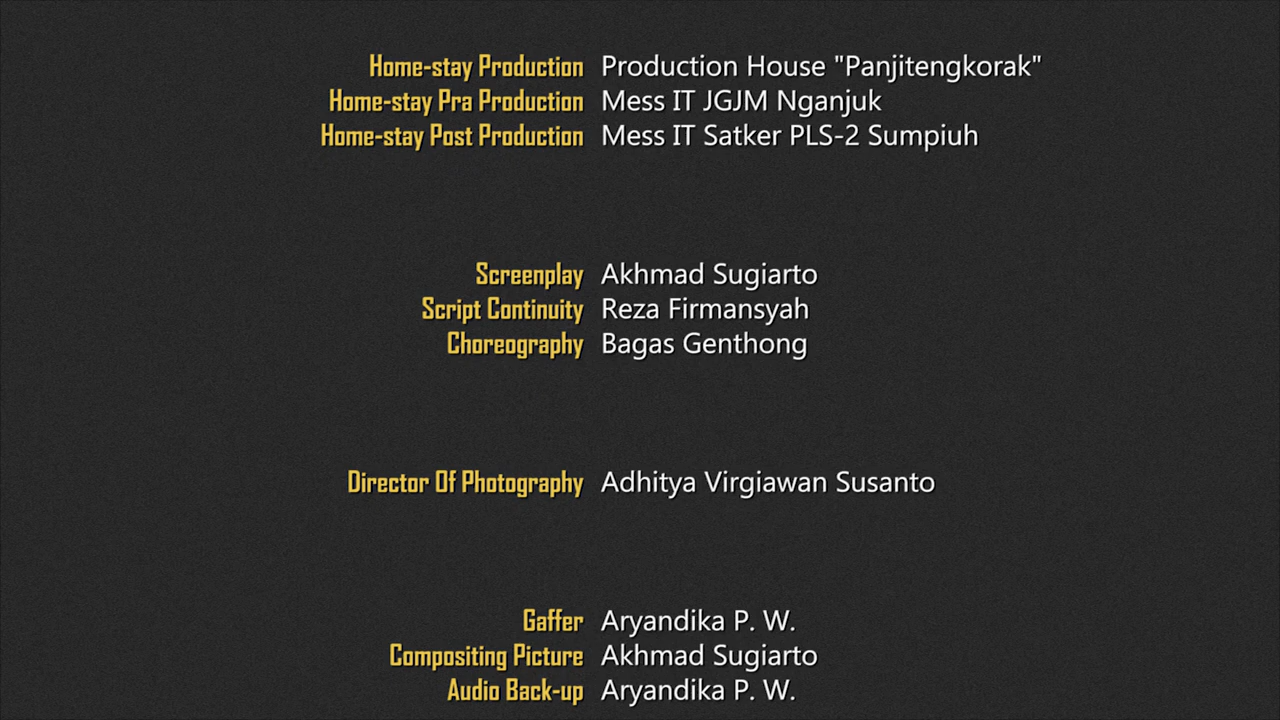 Home-stay Production Production House "Panjitengkorak"
Home-stay Pra Production Mess IT JGJM Nganjuk
Home-stay Post Production Mess IT Satker PLS-2 Sumpiuh
Screenplay Akhmad Sugiarto
Script Continuity Reza Firmansyah
Choreography Bagas Genthong
Director Of Photography Adhitya Virgiawan Susanto
Gaffer Aryandika P. W.
Compositing Picture Akhmad Sugiarto
Audio Back-up Aryandika P. W.